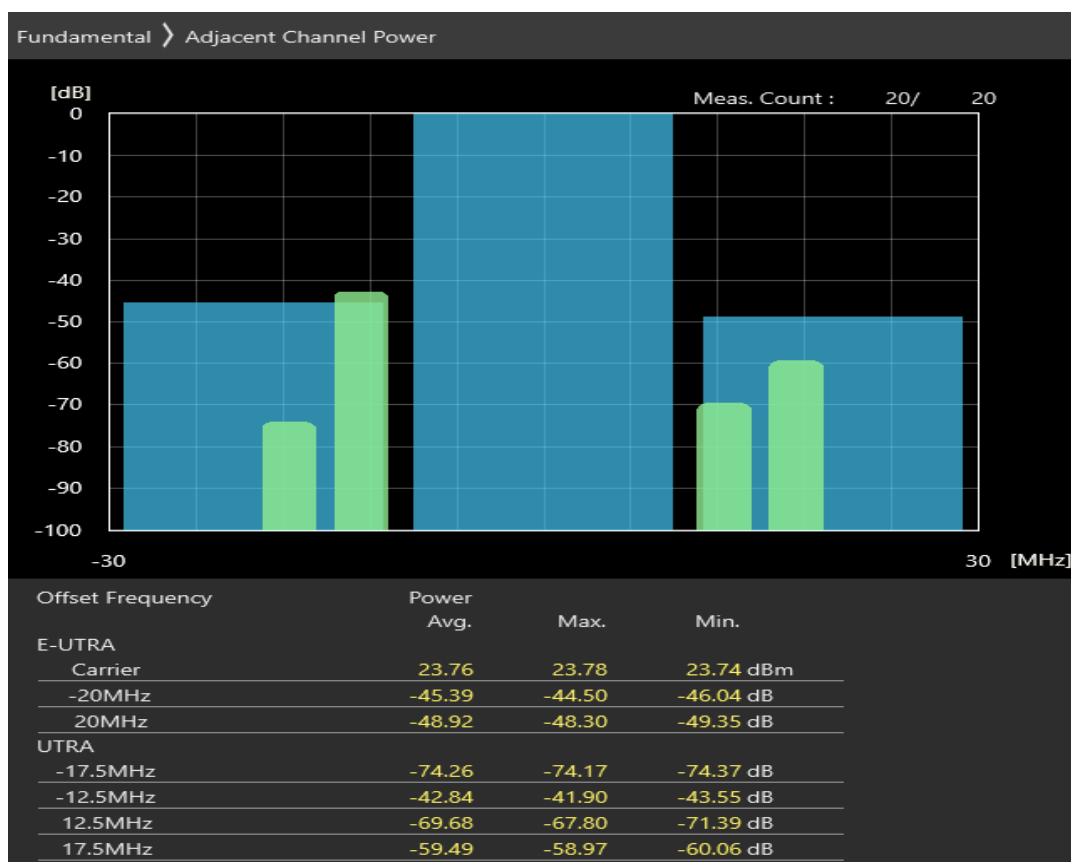 Fundamental ❯ Adjacent Channel Power
[dB]
Meas. Count : 20/ 20
0
-10
-20
-30
-40
-50
-60
-70
-80
-90
-100
-30 30 [MHz]
Offset Frequency Power
Avg. Max. Min.
E-UTRA
Carrier 23.76 23.78 23.74 dBm
-20MHz -45.39 -44.50 -46.04 dB
20MHz -48.92 -48.30 -49.35 dB
UTRA
-17.5MHz -74.26 -74.17 -74.37 dB
-12.5MHz -42.84 -41.90 -43.55 dB
12.5MHz -69.68 -67.80 -71.39 dB
17.5MHz -59.49 -58.97 -60.06 dB